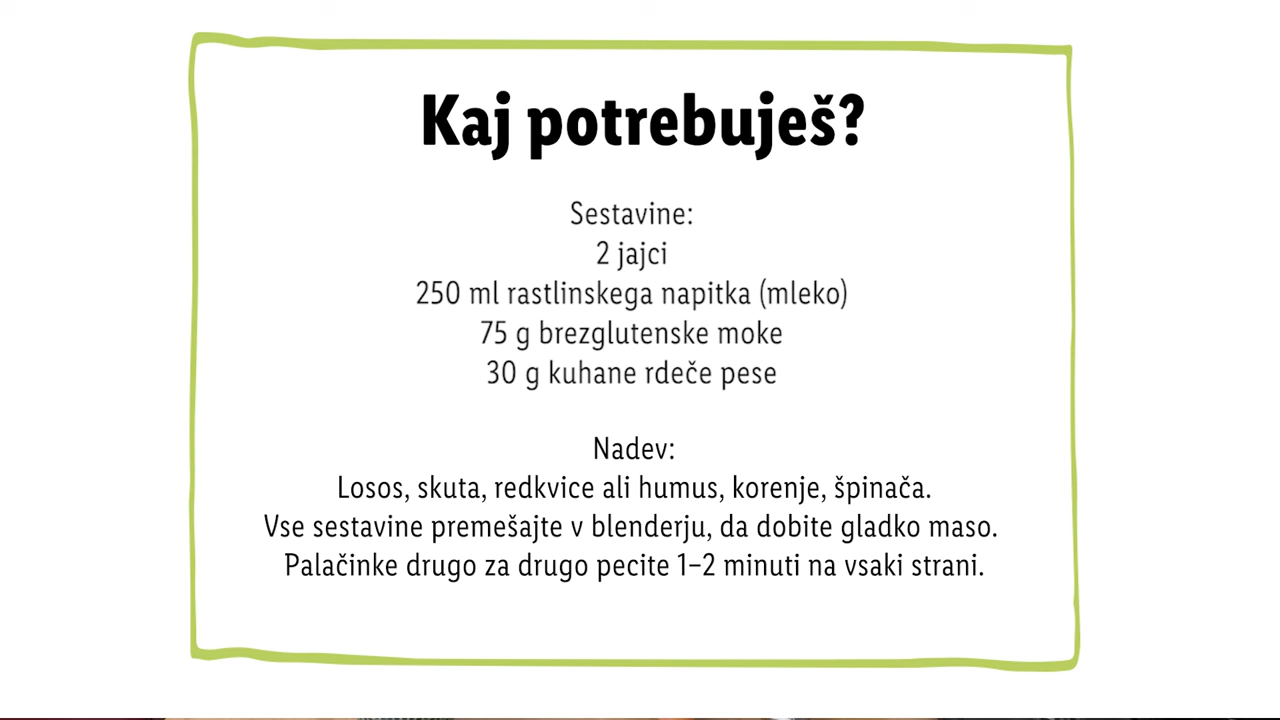 Kaj potrebuješ?
Sestavine:
2 jajci
250 ml rastlinskega napitka (mleko)
75 g brezglutenske moke
30 g kuhane rdeče pese
Nadev:
Losos, skuta, redkvice ali humus, korenje, špinača.
Vse sestavine premešajte v blenderju, da dobite gladko maso.
Palačinke drugo za drugo pecite 1–2 minuti na vsaki strani.